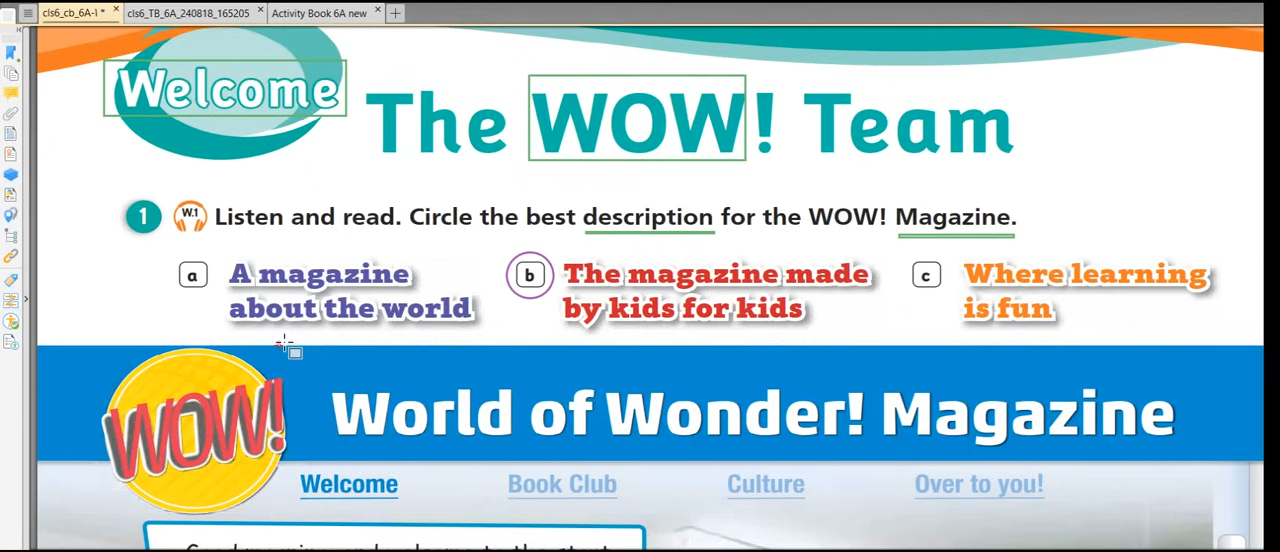 cls6_cb_6A-\ *
cls6_TB_6A_240818_165205
Activity Book 6A new
Welcome
The WOW! Team
1 W.1 Listen and read. Circle the best description for the WOW! Magazine.
a A magazine about the world
b The magazine made by kids for kids
c Where learning is fun
WOW!
World of Wonder! Magazine
Welcome Book Club Culture Over to you!